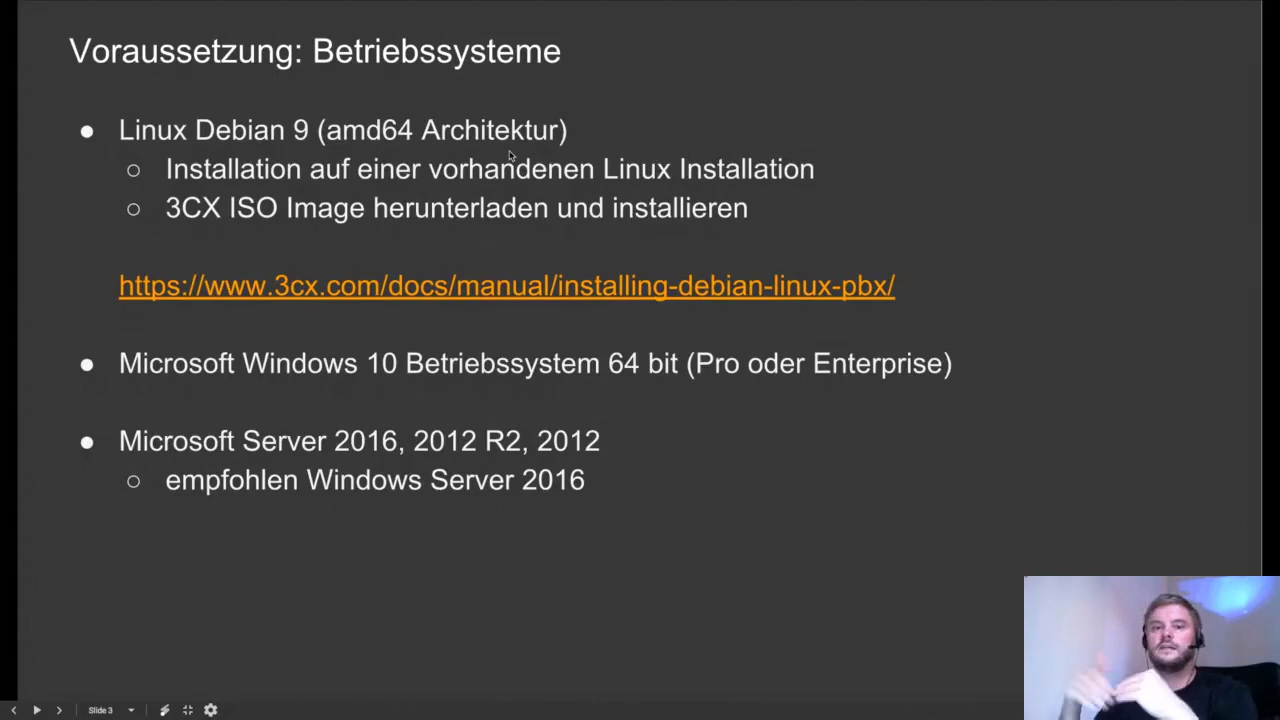 Voraussetzung: Betriebssysteme
● Linux Debian 9 (amd64 Architektur)
○ Installation auf einer vorhandenen Linux Installation
○ 3CX ISO Image herunterladen und installieren
https://www.3cx.com/docs/manual/installing-debian-linux-pbx/
● Microsoft Windows 10 Betriebssystem 64 bit (Pro oder Enterprise)
● Microsoft Server 2016, 2012 R2, 2012
○ empfohlen Windows Server 2016
Slide 3